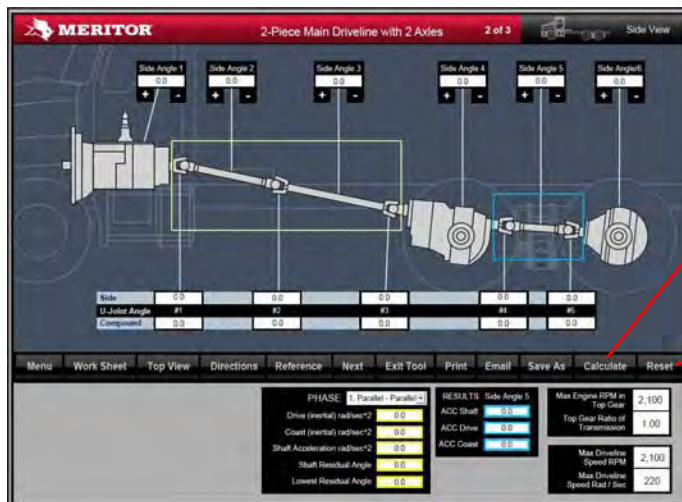 MERITOR
2-Piece Main Driveline with 2 Axles
2 of 3
Side View
Side Angle 1 Side Angle 2 Side Angle 3 Side Angle 4 Side Angle 5 Side Angle/6
0.0 0.0 0.0 0.0 0.0 0.0
+ - + - + - + - + - + -
Side 0.0 0.0 0.0 0.0 0.0
U-Joint Angle #1 #2 #3 #4 #5
Compound 0.0 0.0 0.0 0.0 0.0
Menu Work Sheet Top View Directions Reference Next Exit Tool Print Email Save As Calculate Reset
PHASE 1. Parallel - Parallel
Drive (inertial) rad/sec^2 0.0
Coast (inertial) rad/sec^2 0.0
Shaft Acceleration rad/sec^2 0.0
Shaft Residual Angle 0.0
Lowest Residual Angle 0.0
RESULTS Side Angle 5
ACC Shaft 0.0
ACC Drive 0.0
ACC Coast 0.0
Max Engine RPM in
Top Gear 2,100
Top Gear Ratio of
Transmission 1.00
Max Driveline
Speed RPM 2,100
Max Driveline
Speed Rad / Sec 220